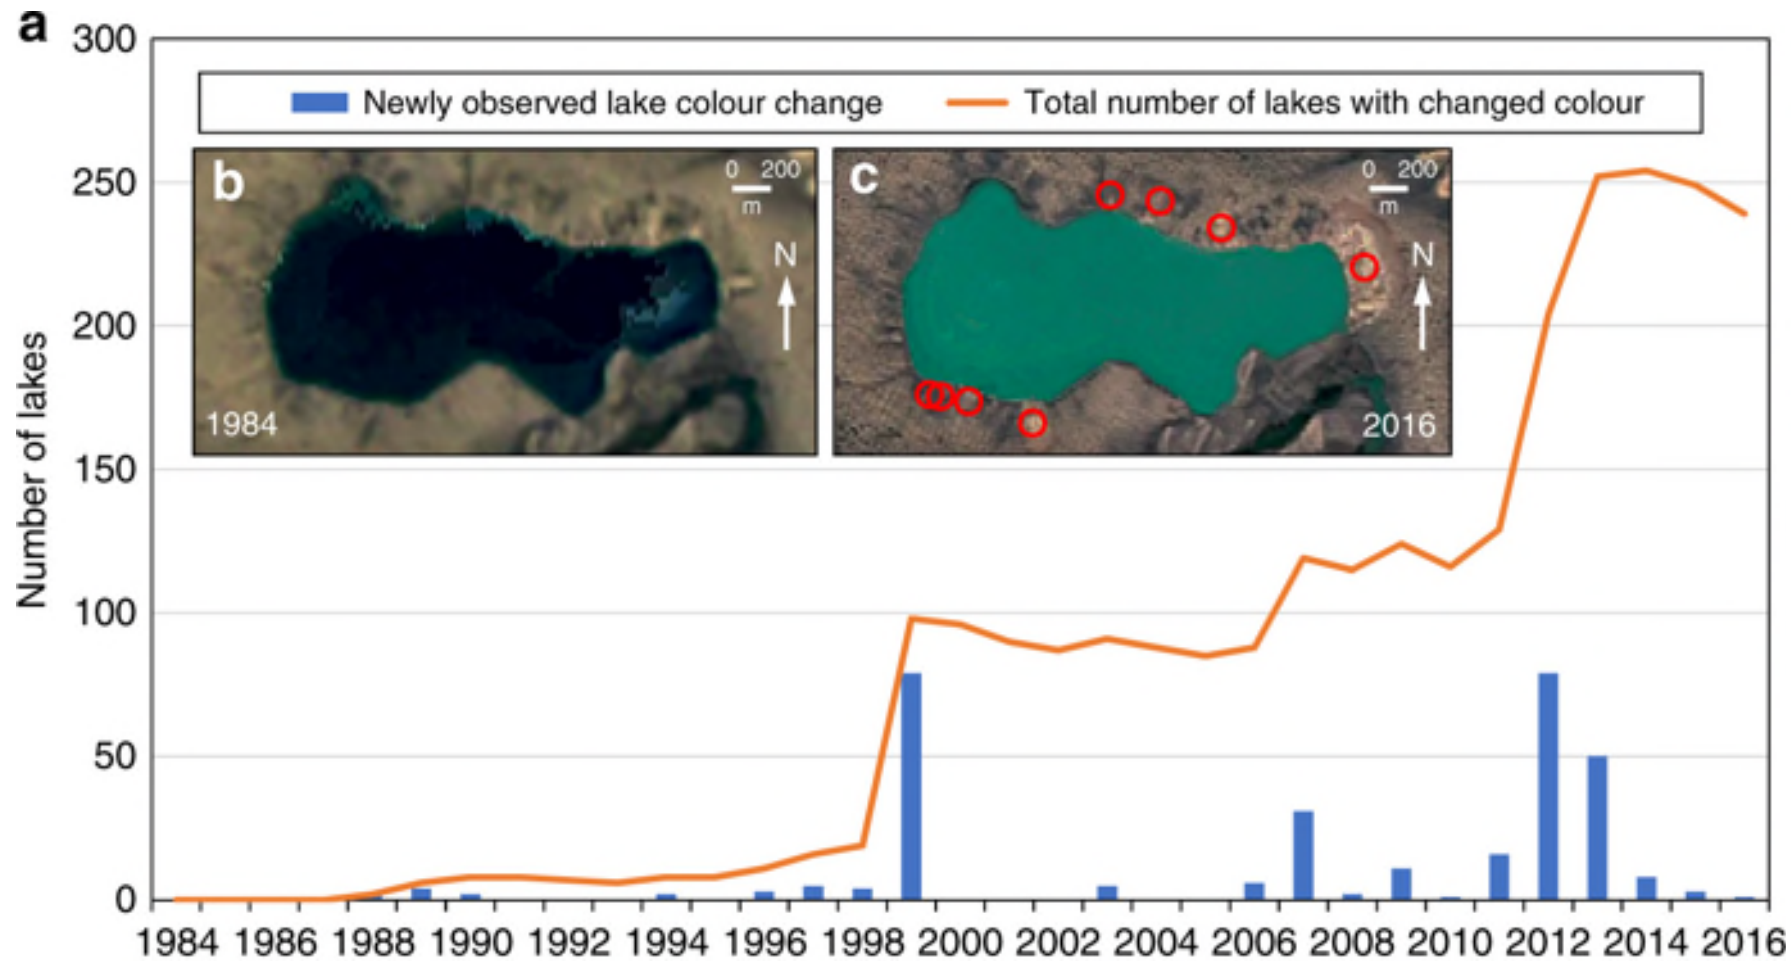 a
300
Newly observed lake colour change Total number of lakes with changed colour
b 0 200 m N 1984
c 0 200 m N 2016
250
200
150
100
50
0
Number of lakes
1984 1986 1988 1990 1992 1994 1996 1998 2000 2002 2004 2006 2008 2010 2012 2014 2016